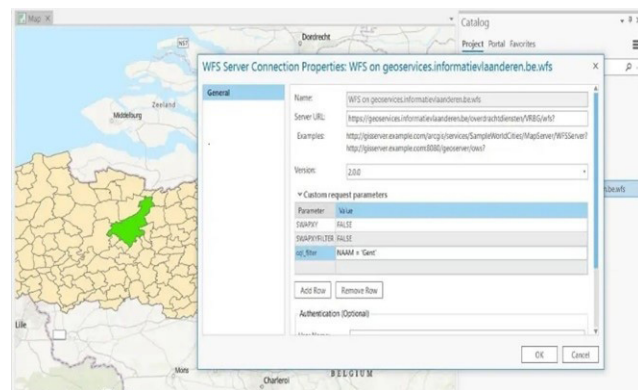 Map
Catalog
Project Portal Favorites
Dordrecht
Zeeland
Middelburg
Lille
Mons
Charleroi
BELGIUM
be.wfs
WFS Server Connection Properties: WFS on geoservices.informatievlaanderen.be.wfs
General
Name:
WFS on geoservices.informatievlaanderen.be.wfs
Server URL:
https://geoservices.informatievlaanderen.be/overdrachtdiensten/VRBG/wfs?
Examples:
http://gisserver.example.com/arcgis/services/SampleWorldCities/MapServer/WFSServer?
http://gisserver.example.com:8080/geoserver/ows?
Version:
2.0.0
Custom request parameters
Parameter Value
SWAPXY FALSE
SWAPXYFILTER FALSE
sql_filter NAAM = 'Gent'
Add Row Remove Row
Authentication (Optional)
OK Cancel